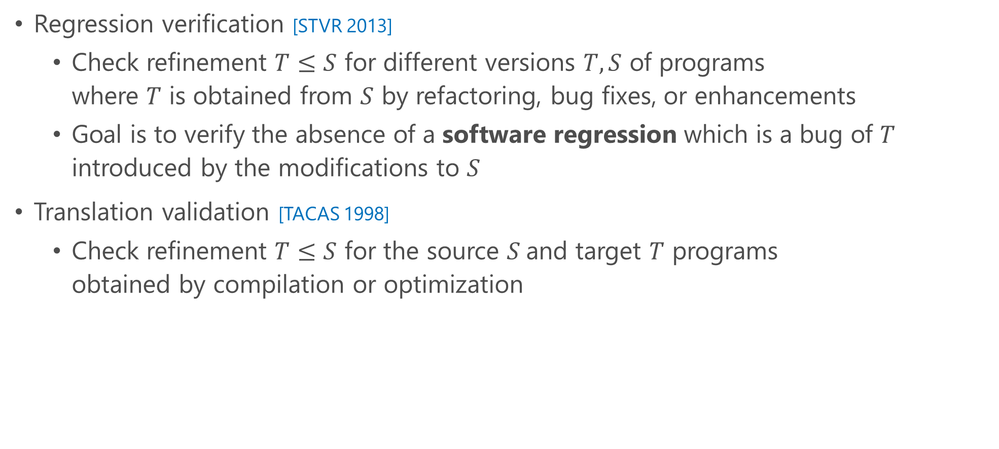 • Regression verification [STVR 2013]
• Check refinement T ≤ S for different versions T, S of programs
where T is obtained from S by refactoring, bug fixes, or enhancements
• Goal is to verify the absence of a software regression which is a bug of T
introduced by the modifications to S
• Translation validation [TACAS 1998]
• Check refinement T ≤ S for the source S and target T programs
obtained by compilation or optimization